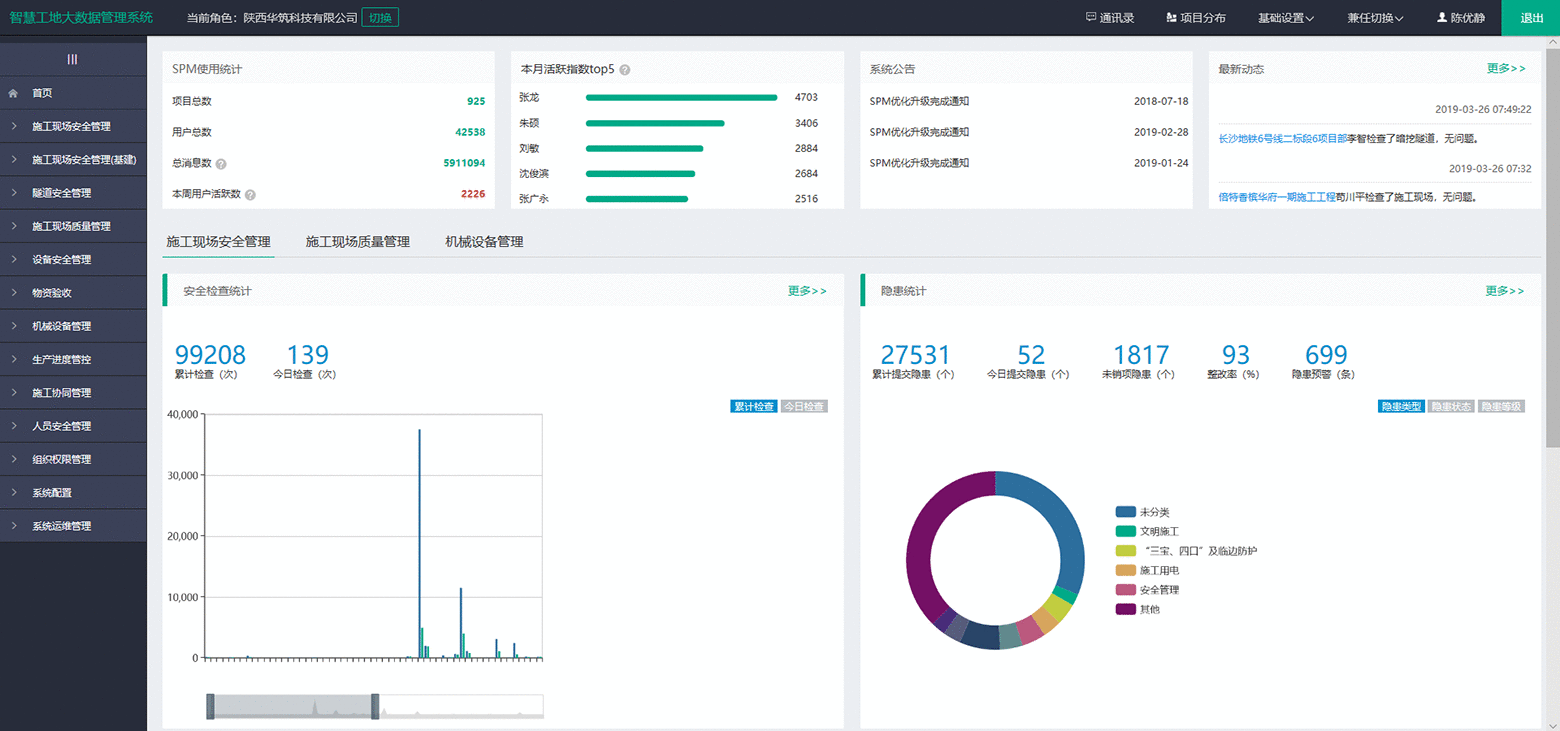 智慧工地大数据管理系统
当前角色：陕西华筑科技有限公司 切换
通讯录 项目分布 基础设置 兼任切换 陈优静 退出
首页
施工现场安全管理
施工现场安全管理(基建)
隧道安全管理
施工现场质量管理
设备安全管理
物资验收
机械设备管理
生产进度管控
施工协同管理
人员安全管理
组织权限管理
系统配置
系统运维管理
SPM使用统计
项目总数 925
用户总数 42538
总消息数 ? 5911094
本周用户活跃数 ? 2226
本月活跃指数top5 ?
张龙 4703
朱硕 3406
刘敏 2884
沈俊滨 2684
张广永 2516
系统公告
SPM优化升级完成通知 2018-07-18
SPM优化升级完成通知 2019-02-28
SPM优化升级完成通知 2019-01-24
最新动态 更多>>
2019-03-26 07:49:22
长沙地铁6号线二标段6项目部李智检查了暗挖隧道，无问题。
2019-03-26 07:32
倍特香槟华府一期施工工程苟川平检查了施工现场，无问题。
施工现场安全管理 施工现场质量管理 机械设备管理
安全检查统计 更多>>
99208 139
累计检查（次） 今日检查（次）
累计检查 今日检查
40,000
30,000
20,000
10,000
0
隐患统计 更多>>
27531 52 1817 93 699
累计提交隐患（个） 今日提交隐患（个） 未销项隐患（个） 整改率（%） 隐患预警（条）
隐患类型 隐患状态 隐患等级
未分类
文明施工
“三宝、四口”及临边防护
施工用电
安全管理
其他